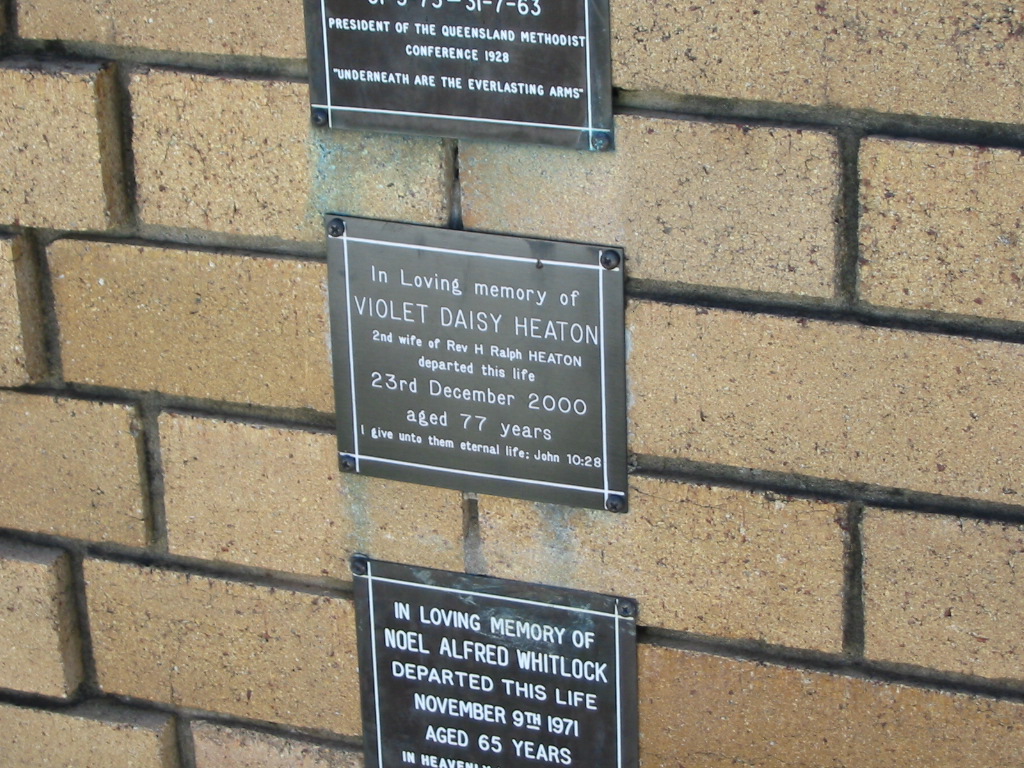 PRESIDENT OF THE QUEENSLAND METHODIST
CONFERENCE 1928
"UNDERNEATH ARE THE EVERLASTING ARMS"
In Loving memory of
VIOLET DAISY HEATON
2nd wife of Rev H Ralph HEATON
departed this life
23rd December 2000
aged 77 years
I give unto them eternal life: John 10:28
IN LOVING MEMORY OF
NOEL ALFRED WHITLOCK
DEPARTED THIS LIFE
NOVEMBER 9TH 1971
AGED 65 YEARS
IN HEAVENLY